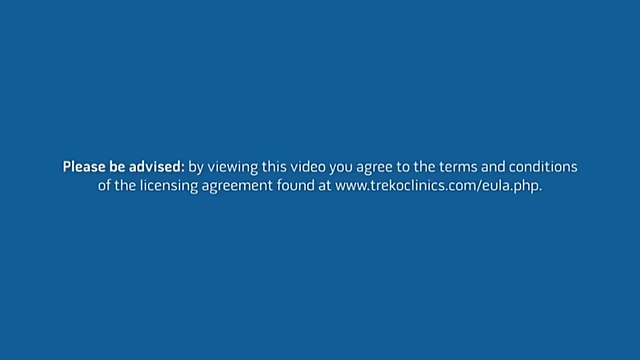 Please be advised: by viewing this video you agree to the terms and conditions
of the licensing agreement found at www.trekoclinics.com/eula.php.